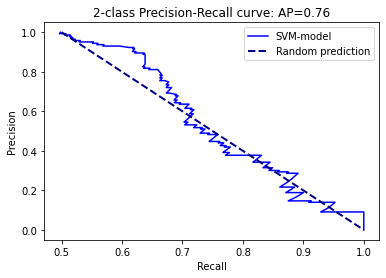 2-class Precision-Recall curve: AP=0.76
SVM-model
Random prediction
Precision
1.0
0.8
0.6
0.4
0.2
0.0
0.5 0.6 0.7 0.8 0.9 1.0
Recall